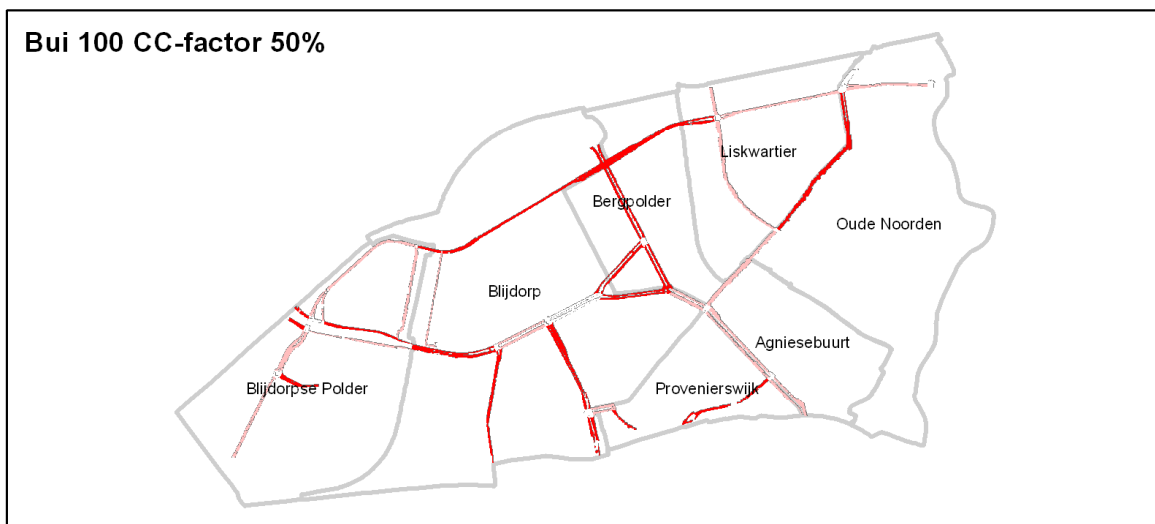 Bui 100 CC-factor 50%
Liskwartier
Bergpolder
Oude Noorden
Blijdorp
Agniesebuurt
Blijdorpse Polder
Provenierswijk